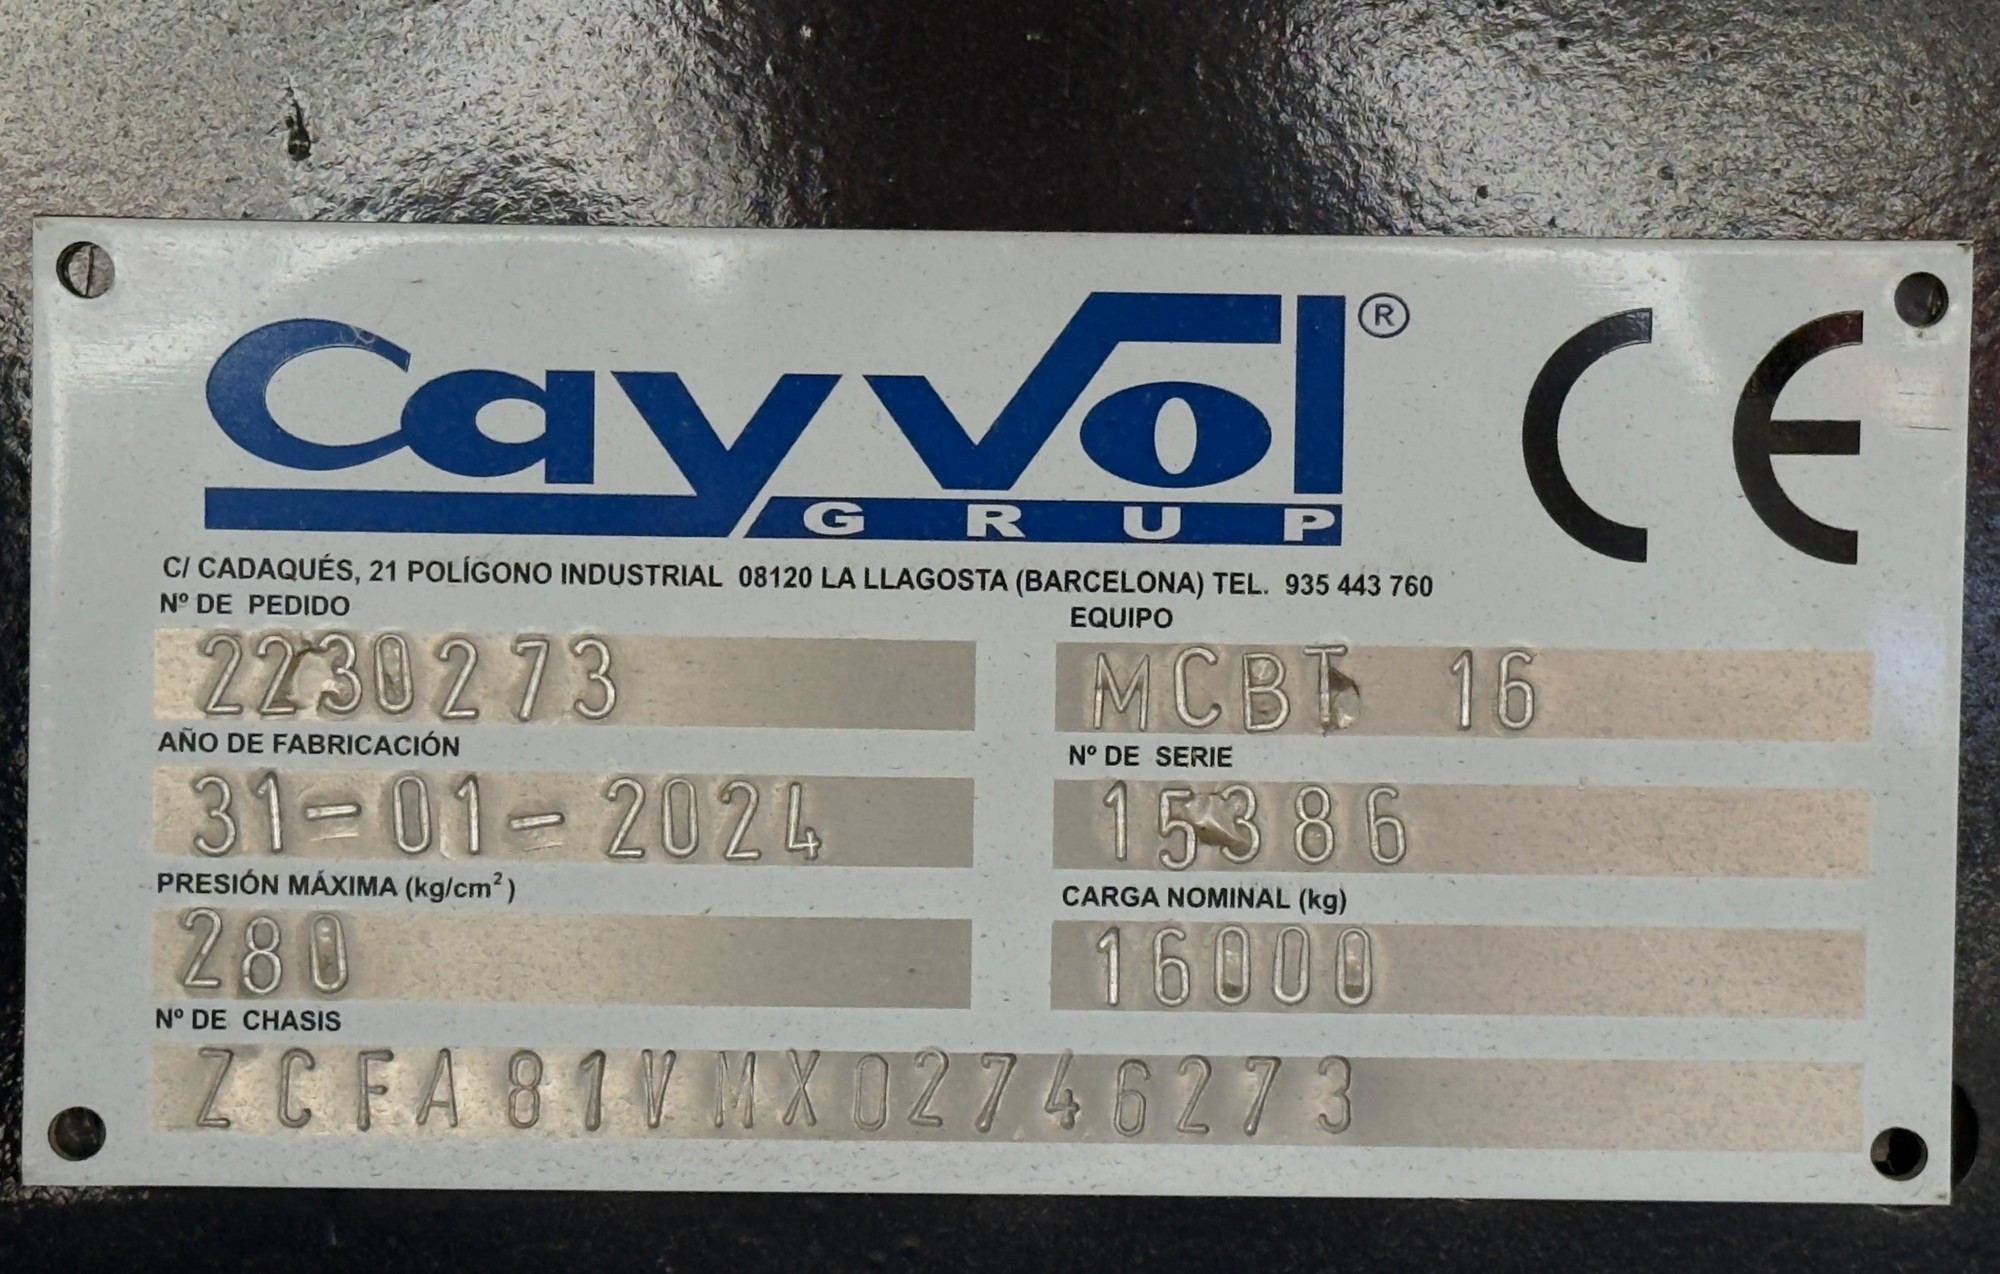 CayVol ®
GRUP
CE
C/ CADAQUÉS, 21 POLÍGONO INDUSTRIAL 08120 LA LLAGOSTA (BARCELONA) TEL. 935 443 760
Nº DE PEDIDO
2230273
EQUIPO
MCBT 16
AÑO DE FABRICACIÓN
31-01-2024
Nº DE SERIE
15386
PRESIÓN MÁXIMA (kg/cm²)
280
CARGA NOMINAL (kg)
16000
Nº DE CHASIS
ZCFA81VMX02746273